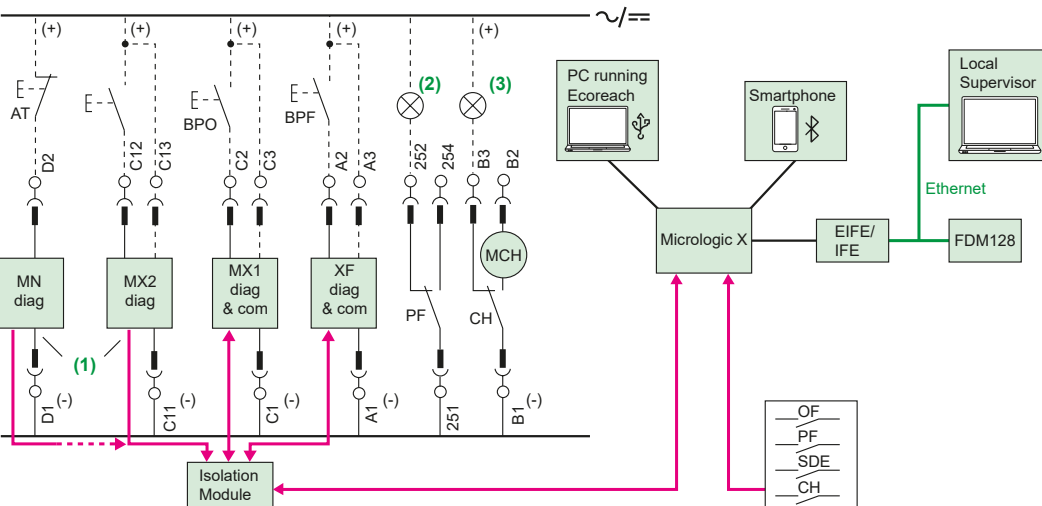 (+)
(+)
(+)
(+)
(+)
(2)
(3)
AT
BPO
BPF
D2
C12
C13
C2
C3
A2
A3
252
254
B3
B2
MN
diag
MX2
diag
MX1
diag
& com
XF
diag
& com
PF
CH
MCH
(1)
D1
(-)
C11
(-)
C1
(-)
A1
(-)
251
B1
(-)
Isolation
Module
PC running
Ecoreach
Smartphone
Local
Supervisor
Ethernet
Micrologic X
EIFE/
IFE
FDM128
OF
PF
SDE
CH